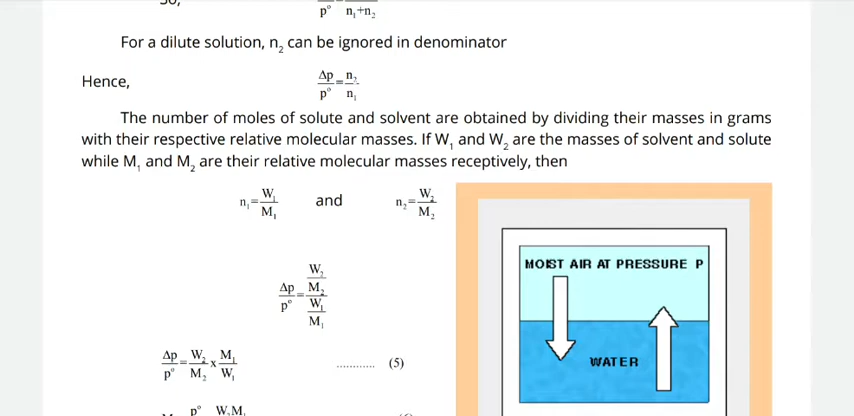 p° n₁+n₂
For a dilute solution, n₂ can be ignored in denominator
Hence, Δp/p° = n₂/n₁
The number of moles of solute and solvent are obtained by dividing their masses in grams
with their respective relative molecular masses. If W₁ and W₂ are the masses of solvent and solute
while M₁ and M₂ are their relative molecular masses receptively, then
n₁=W₁/M₁ and n₂=W₂/M₂
Δp/p° = (W₂/M₂)/(W₁/M₁)
Δp/p° = W₂/M₂ x M₁/W₁ ............ (5)
p° W₂M₁
MOIST AIR AT PRESSURE P
WATER